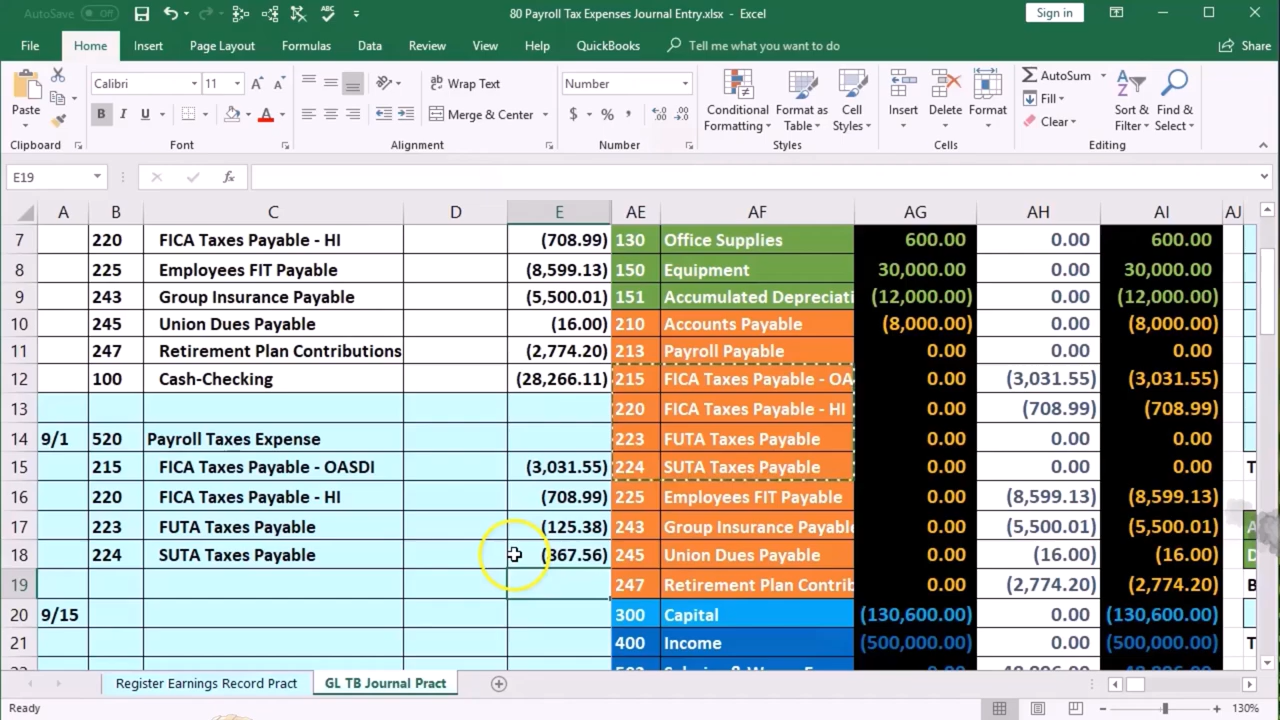 AutoSave Off 80 Payroll Tax Expenses Journal Entry.xlsx - Excel Sign in
File Home Insert Page Layout Formulas Data Review View Help QuickBooks Tell me what you want to do Share
Paste Calibri 11 Wrap Text Number AutoSum
B I U Merge & Center $ % Conditional Formatting Format as Table Cell Styles Insert Delete Format Fill Clear Sort & Filter Find & Select
Clipboard Font Alignment Number Styles Cells Editing
E19 fx
A B C D E AE AF AG AH AI AJ
7 220 FICA Taxes Payable - HI (708.99) 130 Office Supplies 600.00 0.00 600.00
8 225 Employees FIT Payable (8,599.13) 150 Equipment 30,000.00 0.00 30,000.00
9 243 Group Insurance Payable (5,500.01) 151 Accumulated Depreciati (12,000.00) 0.00 (12,000.00)
10 245 Union Dues Payable (16.00) 210 Accounts Payable (8,000.00) 0.00 (8,000.00)
11 247 Retirement Plan Contributions (2,774.20) 213 Payroll Payable 0.00 0.00 0.00
12 100 Cash-Checking (28,266.11) 215 FICA Taxes Payable - OA 0.00 (3,031.55) (3,031.55)
13 220 FICA Taxes Payable - HI 0.00 (708.99) (708.99)
14 9/1 520 Payroll Taxes Expense 223 FUTA Taxes Payable 0.00 0.00 0.00
15 215 FICA Taxes Payable - OASDI (3,031.55) 224 SUTA Taxes Payable 0.00 0.00 0.00
16 220 FICA Taxes Payable - HI (708.99) 225 Employees FIT Payable 0.00 (8,599.13) (8,599.13)
17 223 FUTA Taxes Payable (125.38) 243 Group Insurance Payable 0.00 (5,500.01) (5,500.01)
18 224 SUTA Taxes Payable (367.56) 245 Union Dues Payable 0.00 (16.00) (16.00)
19 247 Retirement Plan Contrib 0.00 (2,774.20) (2,774.20)
20 9/15 300 Capital (130,600.00) 0.00 (130,600.00)
21 400 Income (500,000.00) 0.00 (500,000.00)
Register Earnings Record Pract GL TB Journal Pract
Ready 130%